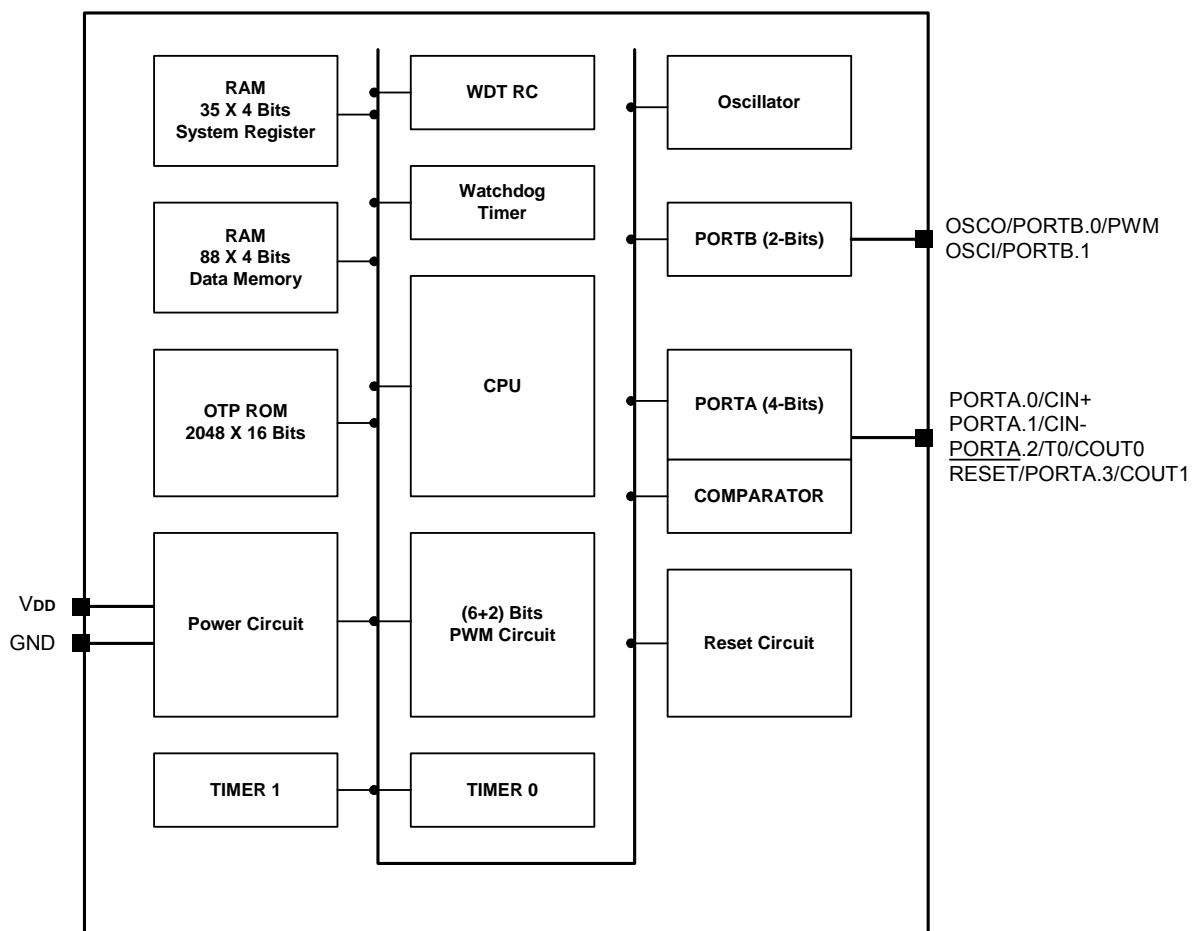 RAM
35 X 4 Bits
System Register
WDT RC
Oscillator
Watchdog
Timer
RAM
88 X 4 Bits
Data Memory
PORTB (2-Bits)
OSCO/PORTB.0/PWM
OSCI/PORTB.1
CPU
OTP ROM
2048 X 16 Bits
PORTA (4-Bits)
PORTA.0/CIN+
PORTA.1/CIN-
PORTA.2/T0/COUT0
RESET/PORTA.3/COUT1
COMPARATOR
VDD
GND
Power Circuit
(6+2) Bits
PWM Circuit
Reset Circuit
TIMER 1
TIMER 0